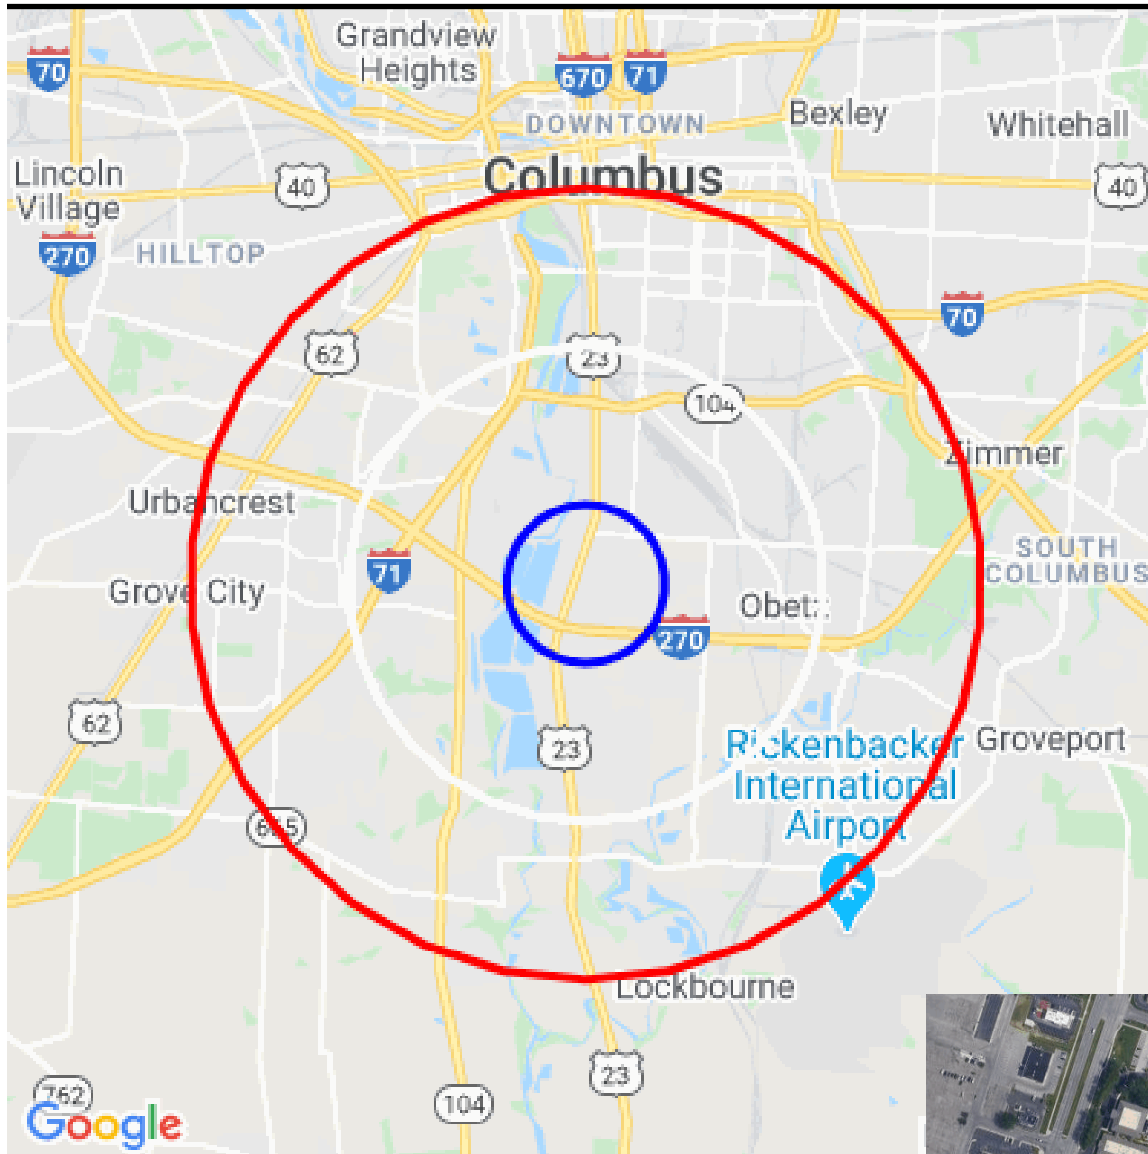 Grandview
Heights
70
670
71
DOWNTOWN
Bexley
Whitehall
Columbus
Lincoln
Village
40
40
270
HILLTOP
70
62
23
104
Zimmer
Urbancrest
SOUTH
COLUMBUS
71
Grove City
Obetz
270
62
23
Rickenbacker
International
Airport
Groveport
665
Lockbourne
23
762
104
Google